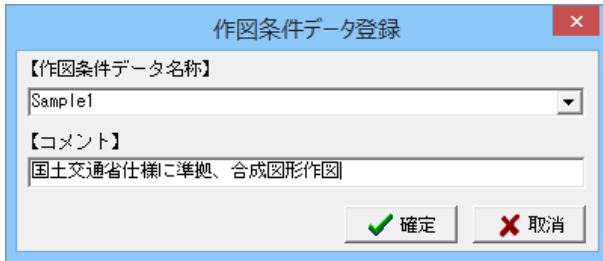 作図条件データ登録
【作図条件データ名称】
Sample1
【コメント】
国土交通省仕様に準拠、合成図形作図
確定 取消